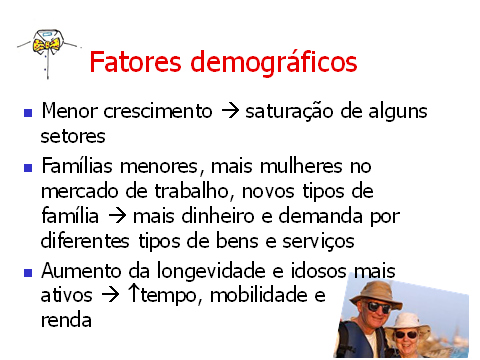 Fatores demográficos
Menor crescimento → saturação de alguns
setores
Famílias menores, mais mulheres no
mercado de trabalho, novos tipos de
família → mais dinheiro e demanda por
diferentes tipos de bens e serviços
Aumento da longevidade e idosos mais
ativos → ↑tempo, mobilidade e
renda